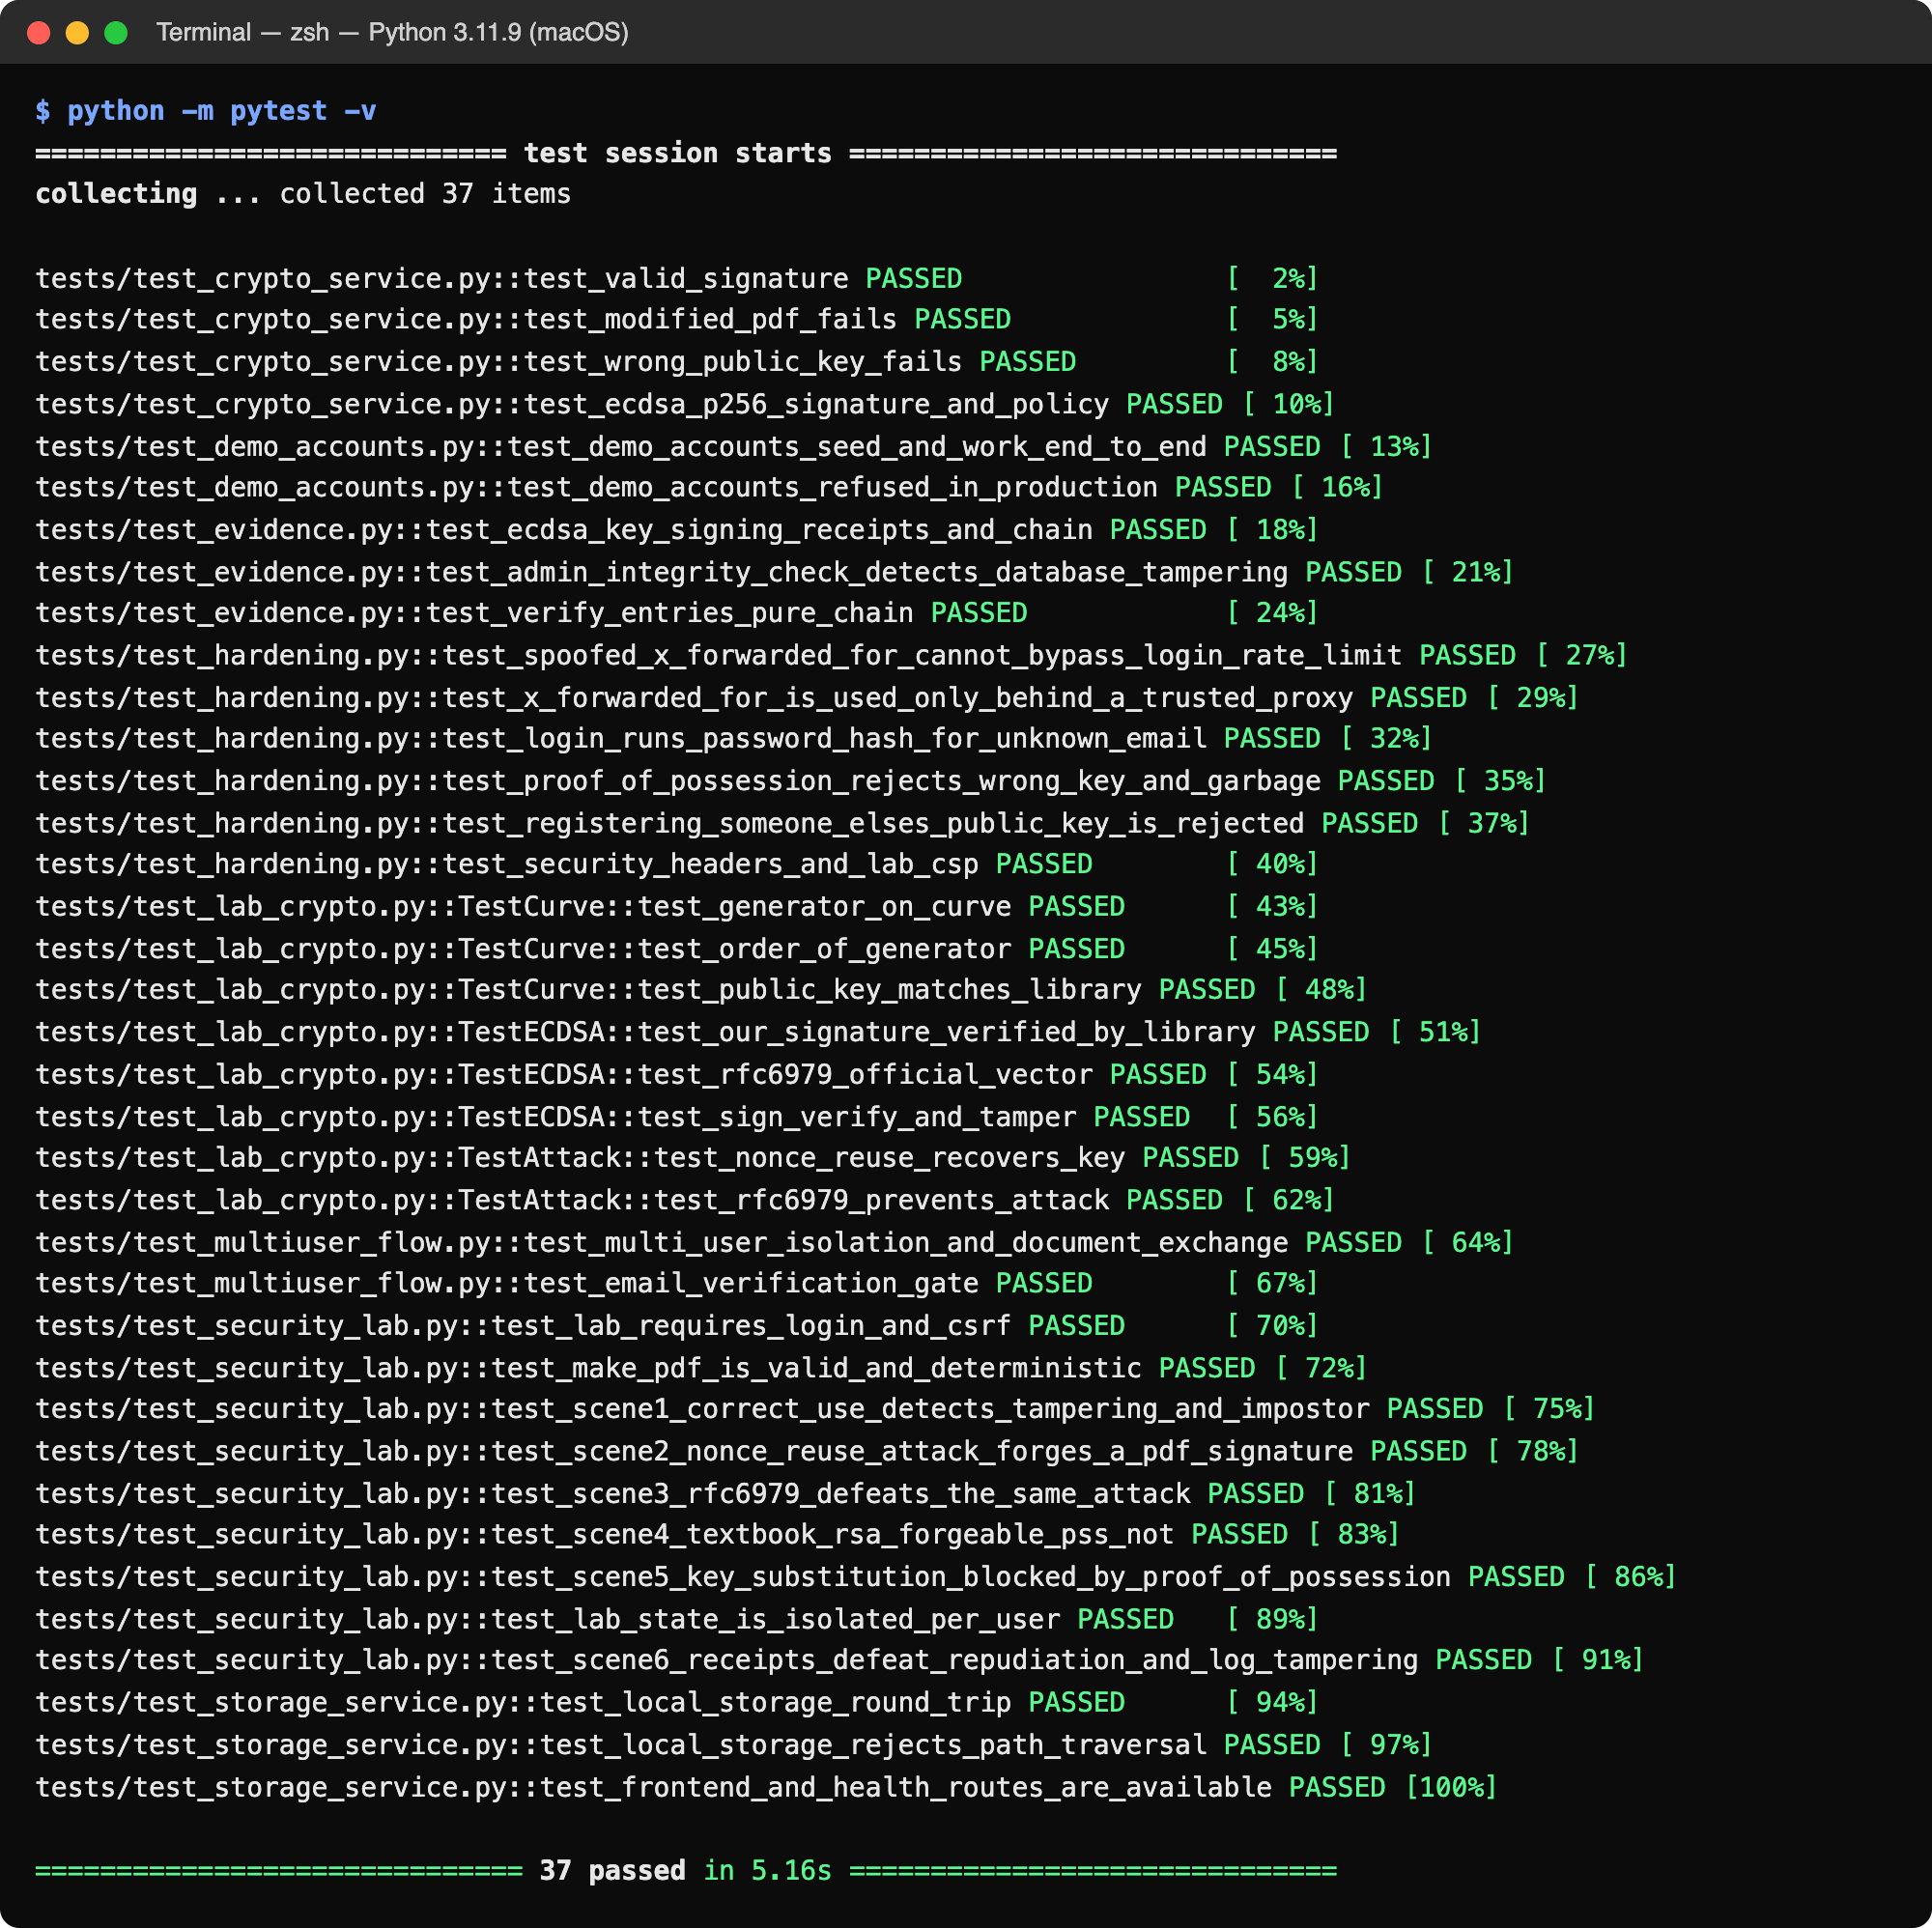 Terminal — zsh — Python 3.11.9 (macOS)
$ python -m pytest -v
============================= test session starts ==============================
collecting ... collected 37 items
tests/test_crypto_service.py::test_valid_signature PASSED [  2%]
tests/test_crypto_service.py::test_modified_pdf_fails PASSED [  5%]
tests/test_crypto_service.py::test_wrong_public_key_fails PASSED [  8%]
tests/test_crypto_service.py::test_ecdsa_p256_signature_and_policy PASSED [ 10%]
tests/test_demo_accounts.py::test_demo_accounts_seed_and_work_end_to_end PASSED [ 13%]
tests/test_demo_accounts.py::test_demo_accounts_refused_in_production PASSED [ 16%]
tests/test_evidence.py::test_ecdsa_key_signing_receipts_and_chain PASSED [ 18%]
tests/test_evidence.py::test_admin_integrity_check_detects_database_tampering PASSED [ 21%]
tests/test_evidence.py::test_verify_entries_pure_chain PASSED [ 24%]
tests/test_hardening.py::test_spoofed_x_forwarded_for_cannot_bypass_login_rate_limit PASSED [ 27%]
tests/test_hardening.py::test_x_forwarded_for_is_used_only_behind_a_trusted_proxy PASSED [ 29%]
tests/test_hardening.py::test_login_runs_password_hash_for_unknown_email PASSED [ 32%]
tests/test_hardening.py::test_proof_of_possession_rejects_wrong_key_and_garbage PASSED [ 35%]
tests/test_hardening.py::test_registering_someone_elses_public_key_is_rejected PASSED [ 37%]
tests/test_hardening.py::test_security_headers_and_lab_csp PASSED [ 40%]
tests/test_lab_crypto.py::TestCurve::test_generator_on_curve PASSED [ 43%]
tests/test_lab_crypto.py::TestCurve::test_order_of_generator PASSED [ 45%]
tests/test_lab_crypto.py::TestCurve::test_public_key_matches_library PASSED [ 48%]
tests/test_lab_crypto.py::TestECDSA::test_our_signature_verified_by_library PASSED [ 51%]
tests/test_lab_crypto.py::TestECDSA::test_rfc6979_official_vector PASSED [ 54%]
tests/test_lab_crypto.py::TestECDSA::test_sign_verify_and_tamper PASSED [ 56%]
tests/test_lab_crypto.py::TestAttack::test_nonce_reuse_recovers_key PASSED [ 59%]
tests/test_lab_crypto.py::TestAttack::test_rfc6979_prevents_attack PASSED [ 62%]
tests/test_multiuser_flow.py::test_multi_user_isolation_and_document_exchange PASSED [ 64%]
tests/test_multiuser_flow.py::test_email_verification_gate PASSED [ 67%]
tests/test_security_lab.py::test_lab_requires_login_and_csrf PASSED [ 70%]
tests/test_security_lab.py::test_make_pdf_is_valid_and_deterministic PASSED [ 72%]
tests/test_security_lab.py::test_scene1_correct_use_detects_tampering_and_impostor PASSED [ 75%]
tests/test_security_lab.py::test_scene2_nonce_reuse_attack_forges_a_pdf_signature PASSED [ 78%]
tests/test_security_lab.py::test_scene3_rfc6979_defeats_the_same_attack PASSED [ 81%]
tests/test_security_lab.py::test_scene4_textbook_rsa_forgeable_pss_not PASSED [ 83%]
tests/test_security_lab.py::test_scene5_key_substitution_blocked_by_proof_of_possession PASSED [ 86%]
tests/test_security_lab.py::test_lab_state_is_isolated_per_user PASSED [ 89%]
tests/test_security_lab.py::test_scene6_receipts_defeat_repudiation_and_log_tampering PASSED [ 91%]
tests/test_storage_service.py::test_local_storage_round_trip PASSED [ 94%]
tests/test_storage_service.py::test_local_storage_rejects_path_traversal PASSED [ 97%]
tests/test_storage_service.py::test_frontend_and_health_routes_are_available PASSED [100%]
============================== 37 passed in 5.16s ==============================